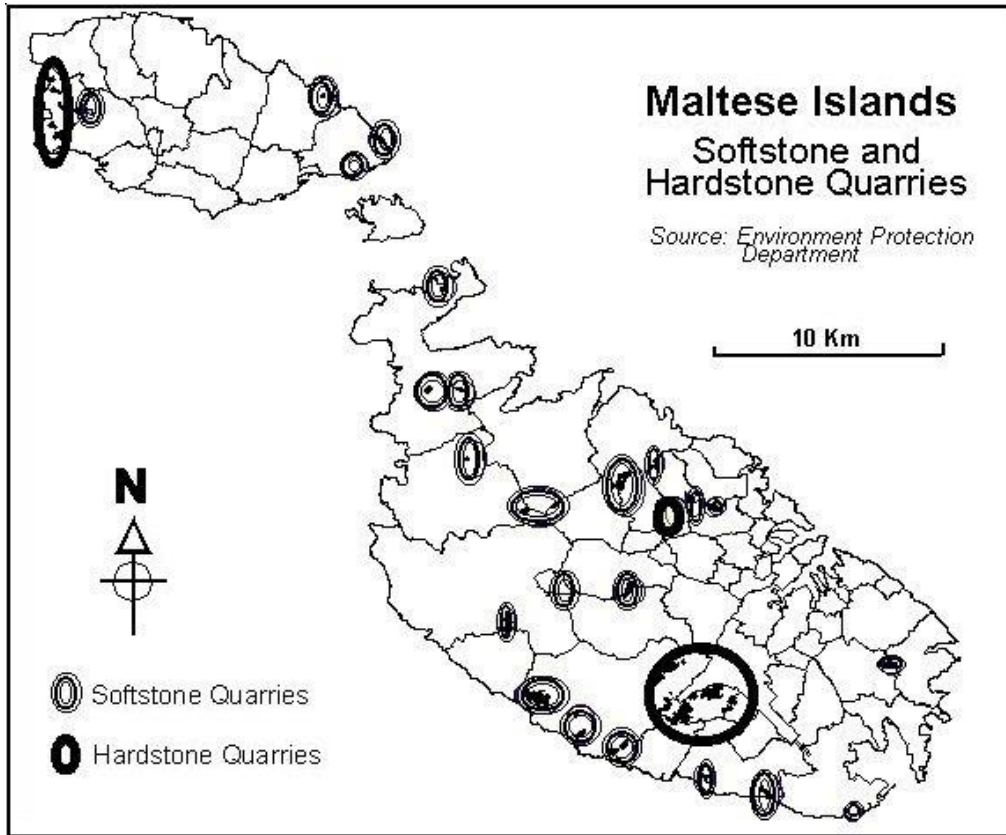 Maltese Islands
Softstone and
Hardstone Quarries
Source: Environment Protection
Department
10 Km
N
Softstone Quarries
Hardstone Quarries